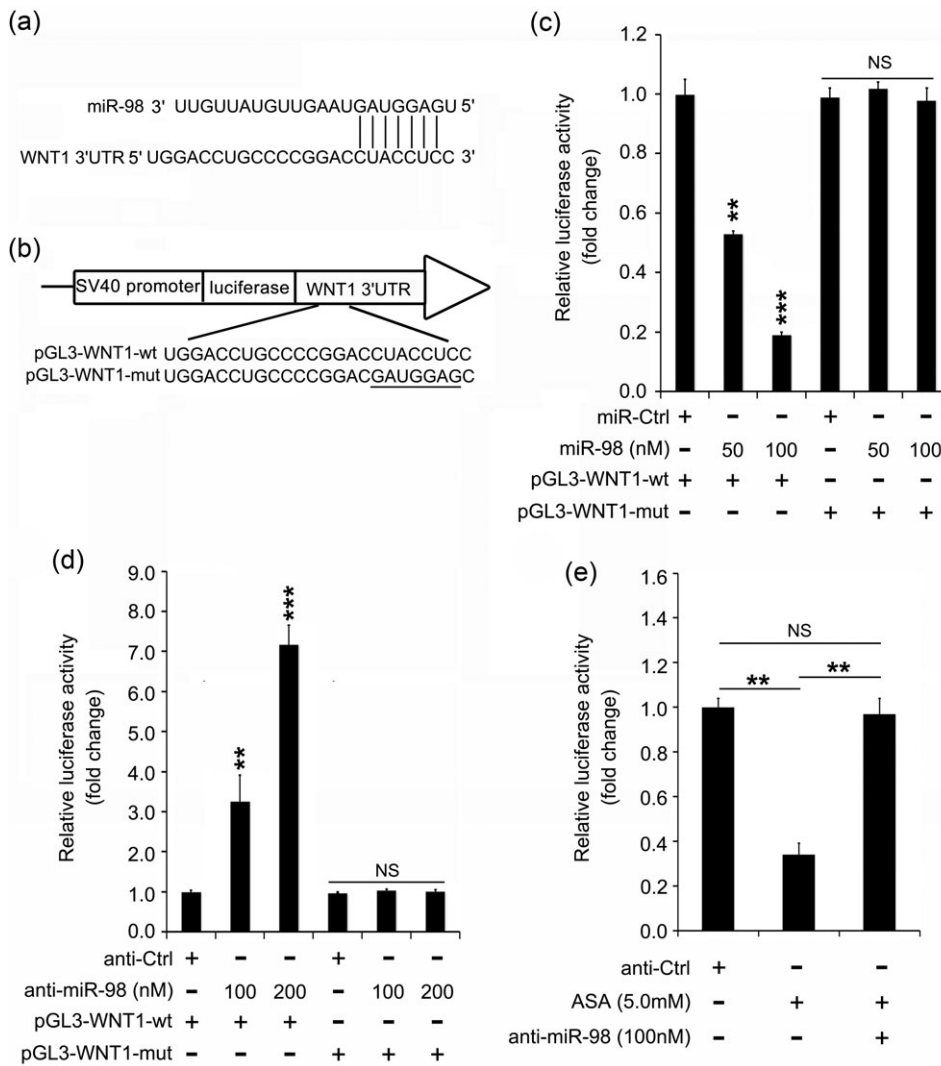 (a)
miR-98 3' UUGUUAUGUUGAAUGAUGGAGU 5'
WNT1 3'UTR 5' UGGACCUGCCCCGGACCUACCUCC 3'
(b)
SV40 promoter luciferase WNT1 3'UTR
pGL3-WNT1-wt UGGACCUGCCCCGGACCUACCUCC
pGL3-WNT1-mut UGGACCUGCCCCGGACGAUGGAGC
(c)
Relative luciferase activity
(fold change)
1.2
1.0
0.8
0.6
0.4
0.2
0.0
**
***
NS
miR-Ctrl + - - + - -
miR-98 (nM) - 50 100 - 50 100
pGL3-WNT1-wt + + + - - -
pGL3-WNT1-mut - - - + + +
(d)
Relative luciferase activity
(fold change)
9.0
8.0
7.0
6.0
5.0
4.0
3.0
2.0
1.0
0.0
**
***
NS
anti-Ctrl + - - + - -
anti-miR-98 (nM) - 100 200 - 100 200
pGL3-WNT1-wt + + + - - -
pGL3-WNT1-mut - - - + + +
(e)
Relative luciferase activity
(fold change)
1.6
1.4
1.2
1.0
0.8
0.6
0.4
0.2
0.0
NS
** **
anti-Ctrl + - -
ASA (5.0mM) - + +
anti-miR-98 (100nM) - - +